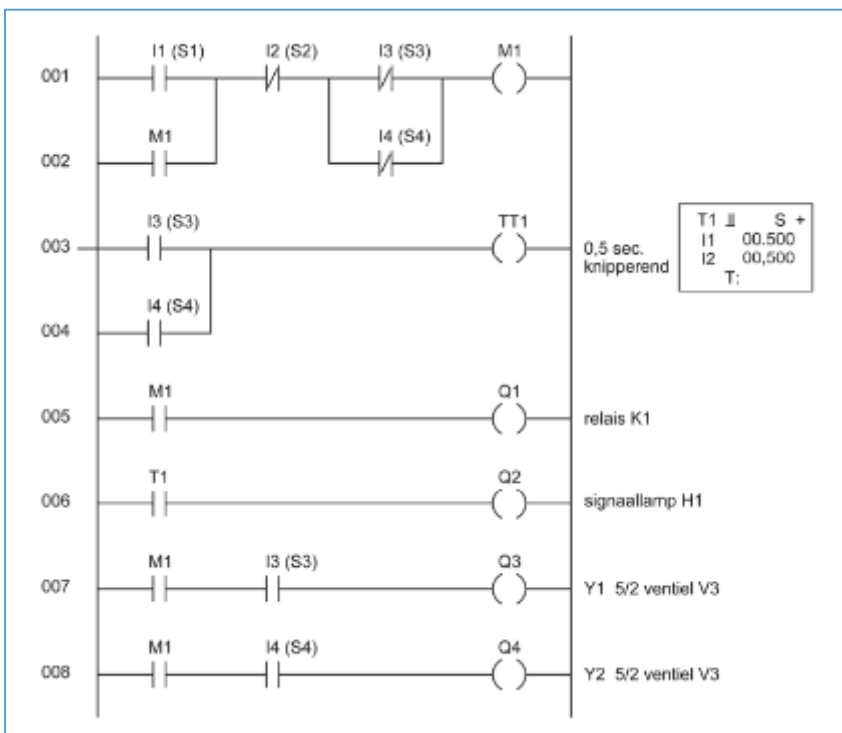 I1 (S1) I2 (S2) I3 (S3) M1
001
M1 I4 (S4)
002
I3 (S3) TT1
003
0,5 sec.
knipperend
T1 S +
I1 00.500
I2 00,500
T:
I4 (S4)
004
M1 Q1
005 relais K1
T1 Q2
006 signaallamp H1
M1 I3 (S3) Q3
007 Y1 5/2 ventiel V3
M1 I4 (S4) Q4
008 Y2 5/2 ventiel V3